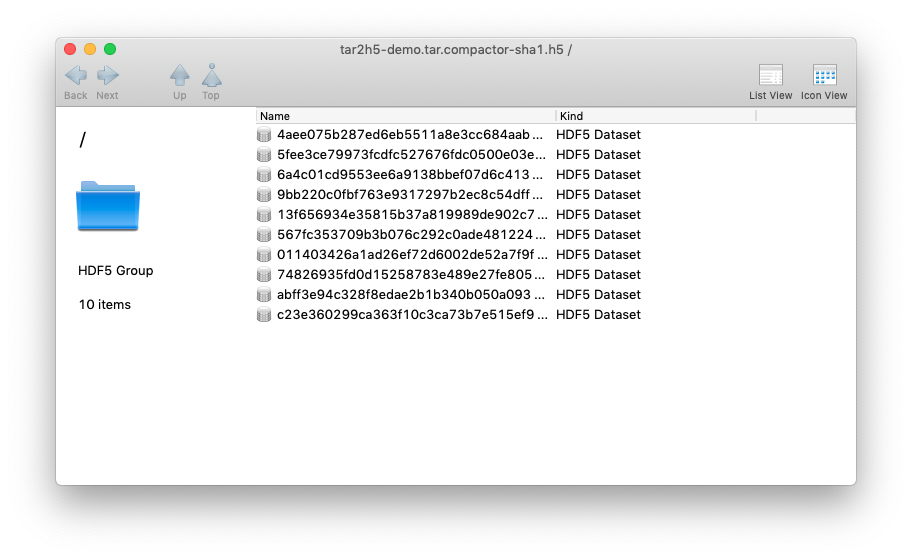 tar2h5-demo.tar.compactor-sha1.h5 /
Back Next Up Top List View Icon View
/
HDF5 Group
10 items
Name Kind
4aee075b287ed6eb5511a8e3cc684aab... HDF5 Dataset
5fee3ce79973fcdfc527676fdc0500e03e... HDF5 Dataset
6a4c01cd9553ee6a9138bbef07d6c413... HDF5 Dataset
9bb220c0fbf763e9317297b2ec8c54dff... HDF5 Dataset
13f656934e35815b37a819989de902c7... HDF5 Dataset
567fc353709b3b076c292c0ade481224... HDF5 Dataset
011403426a1ad26ef72d6002de52a7f9f... HDF5 Dataset
74826935fd0d15258783e489e27fe805... HDF5 Dataset
abff3e94c328f8edae2b1b340b050a093... HDF5 Dataset
c23e360299ca363f10c3ca73b7e515ef9... HDF5 Dataset